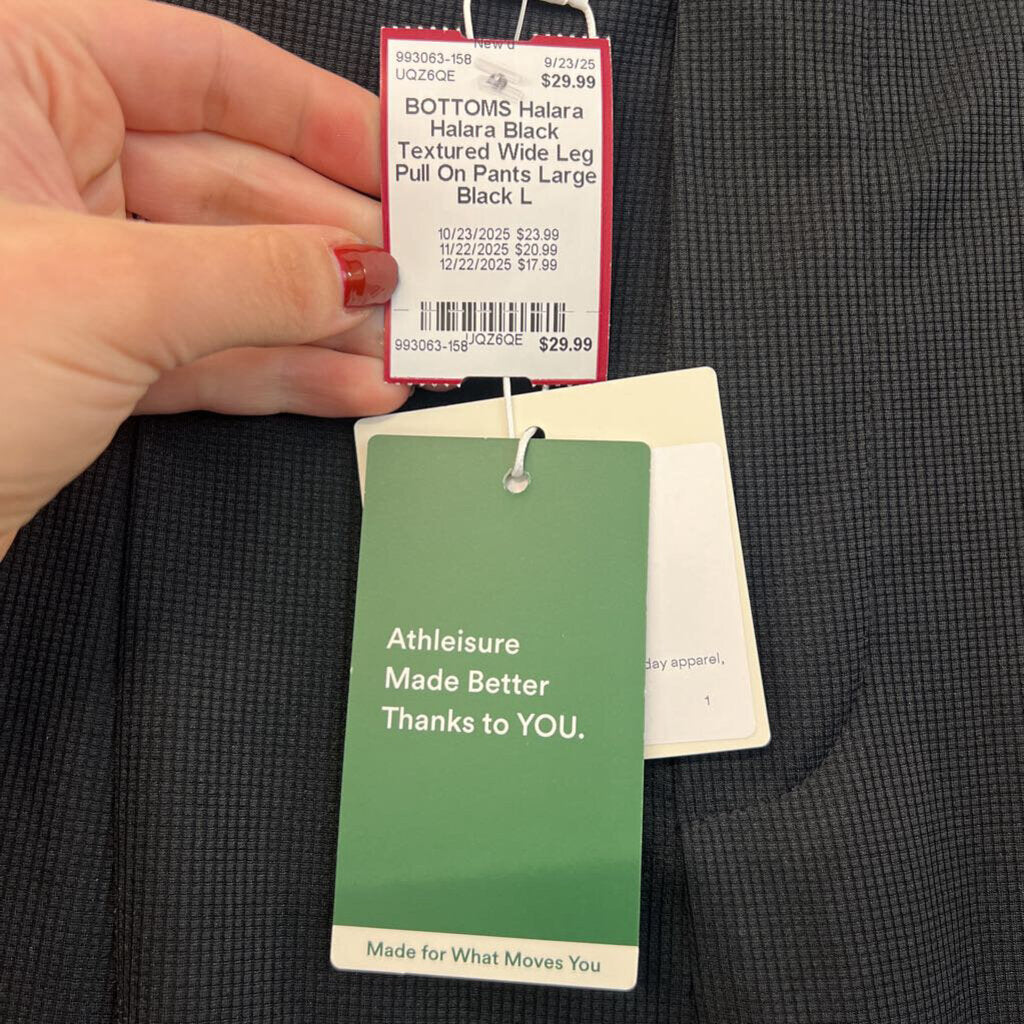 New
993063-158 9/23/25
UQZ6QE $29.99
BOTTOMS Halara
Halara Black
Textured Wide Leg
Pull On Pants Large
Black L
10/23/2025 $23.99
11/22/2025 $20.99
12/22/2025 $17.99
993063-158 UQZ6QE $29.99
Athleisure
Made Better
Thanks to YOU.
Made for What Moves You
day apparel,
1